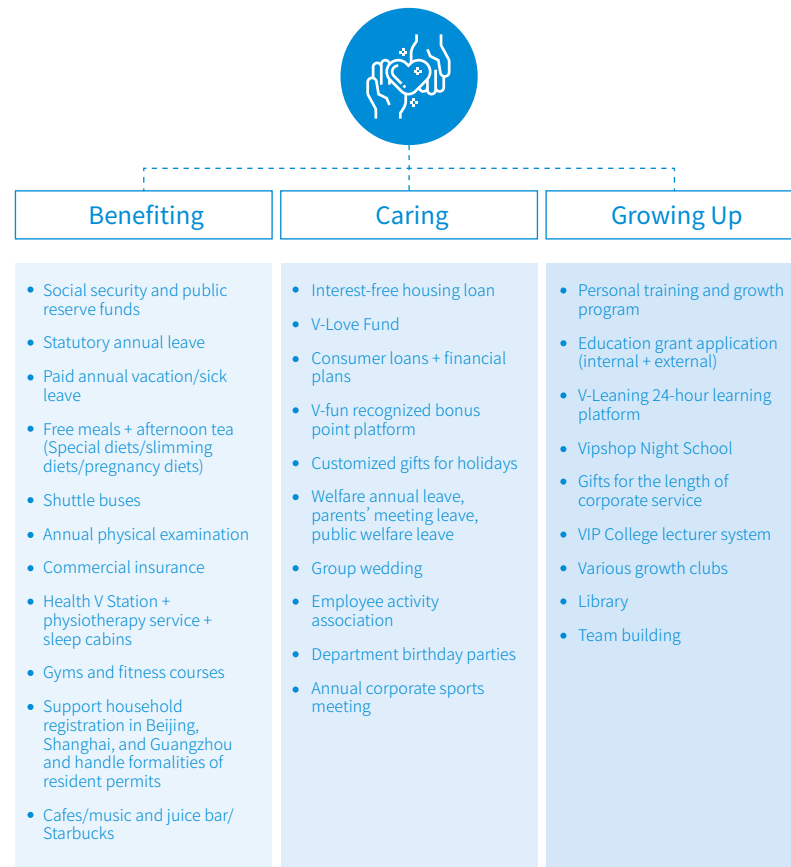 Benefiting
Social security and public
reserve funds
Statutory annual leave
Paid annual vacation/sick
leave
Free meals + afternoon tea
(Special diets/slimming
diets/pregnancy diets)
Shuttle buses
Annual physical examination
Commercial insurance
Health V Station +
physiotherapy service +
sleep cabins
Gyms and fitness courses
Support household
registration in Beijing,
Shanghai, and Guangzhou
and handle formalities of
resident permits
Cafes/music and juice bar/
Starbucks
Caring
Interest-free housing loan
V-Love Fund
Consumer loans + financial
plans
V-fun recognized bonus
point platform
Customized gifts for holidays
Welfare annual leave,
parents’ meeting leave,
public welfare leave
Group wedding
Employee activity
association
Department birthday parties
Annual corporate sports
meeting
Growing Up
Personal training and growth
program
Education grant application
(internal + external)
V-Leaning 24-hour learning
platform
Vipshop Night School
Gifts for the length of
corporate service
VIP College lecturer system
Various growth clubs
Library
Team building